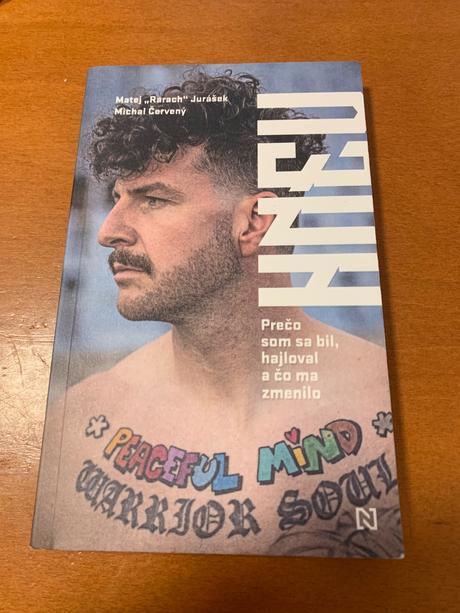 Matej „Rarach“ Jurášek
Michal Červený
HNEV
Prečo
som sa bil,
hajloval
a čo ma
zmenilo
* PEACEFUL MIND *
WARRIOR SOUL
N